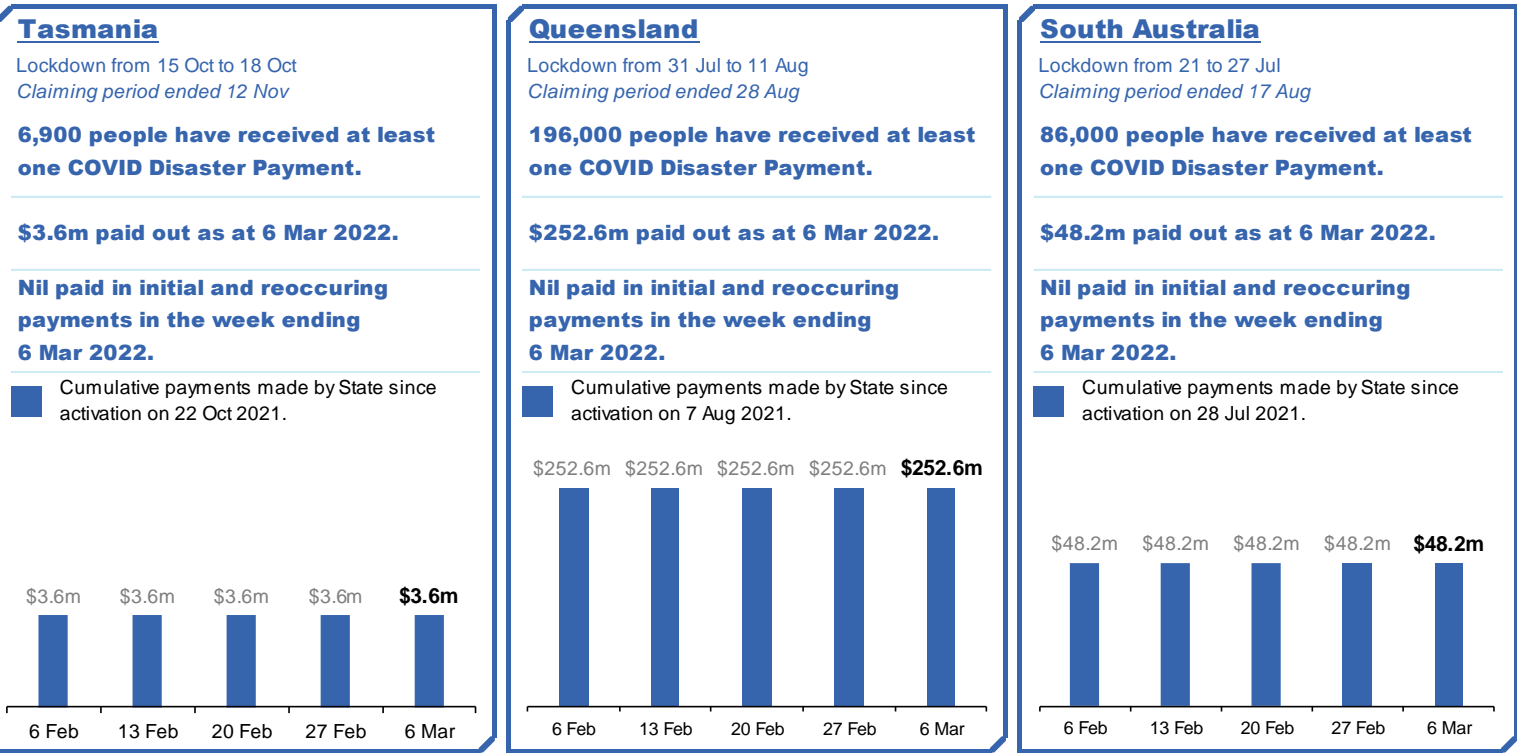 Tasmania
Lockdown from 15 Oct to 18 Oct
Claiming period ended 12 Nov
6,900 people have received at least
one COVID Disaster Payment.
$3.6m paid out as at 6 Mar 2022.
Nil paid in initial and reoccuring
payments in the week ending
6 Mar 2022.
Cumulative payments made by State since
activation on 22 Oct 2021.
$3.6m $3.6m $3.6m $3.6m $3.6m
6 Feb 13 Feb 20 Feb 27 Feb 6 Mar
Queensland
Lockdown from 31 Jul to 11 Aug
Claiming period ended 28 Aug
196,000 people have received at least
one COVID Disaster Payment.
$252.6m paid out as at 6 Mar 2022.
Nil paid in initial and reoccuring
payments in the week ending
6 Mar 2022.
Cumulative payments made by State since
activation on 7 Aug 2021.
$252.6m $252.6m $252.6m $252.6m $252.6m
6 Feb 13 Feb 20 Feb 27 Feb 6 Mar
South Australia
Lockdown from 21 to 27 Jul
Claiming period ended 17 Aug
86,000 people have received at least
one COVID Disaster Payment.
$48.2m paid out as at 6 Mar 2022.
Nil paid in initial and reoccuring
payments in the week ending
6 Mar 2022.
Cumulative payments made by State since
activation on 28 Jul 2021.
$48.2m $48.2m $48.2m $48.2m $48.2m
6 Feb 13 Feb 20 Feb 27 Feb 6 Mar